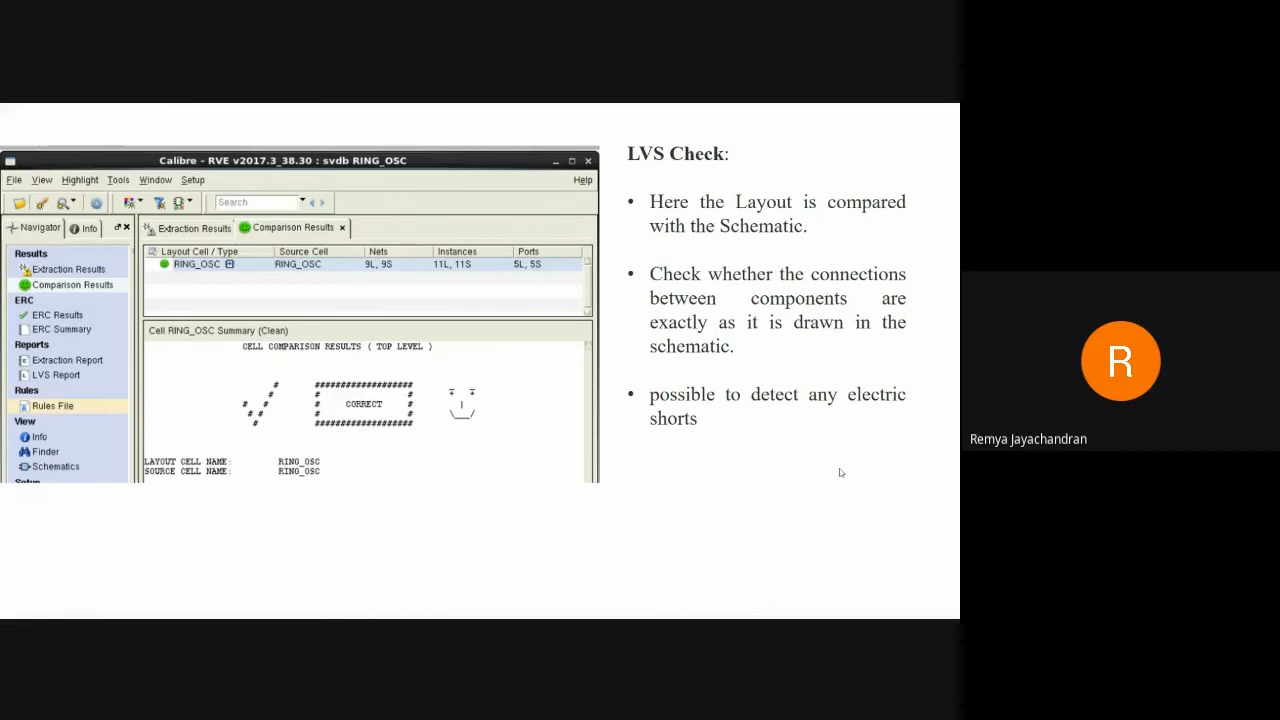 Calibre - RVE v2017.3_38.30 : svdb RING_OSC
File View Highlight Tools Window Setup Help
Search
Navigator Info
Extraction Results Comparison Results
Results
Extraction Results
Comparison Results
ERC
ERC Results
ERC Summary
Reports
Extraction Report
LVS Report
Rules
Rules File
View
Info
Finder
Schematics
Layout Cell / Type Source Cell Nets Instances Ports
RING_OSC RING_OSC 9L, 9S 11L, 11S 5L, 5S
Cell RING_OSC Summary (Clean)
CELL COMPARISON RESULTS ( TOP LEVEL )
# ###################
# # #
# # # CORRECT #
# # # #
# ###################
LAYOUT CELL NAME: RING_OSC
SOURCE CELL NAME: RING_OSC
LVS Check:
• Here the Layout is compared
with the Schematic.
• Check whether the connections
between components are
exactly as it is drawn in the
schematic.
• possible to detect any electric
shorts
R
Remya Jayachandran